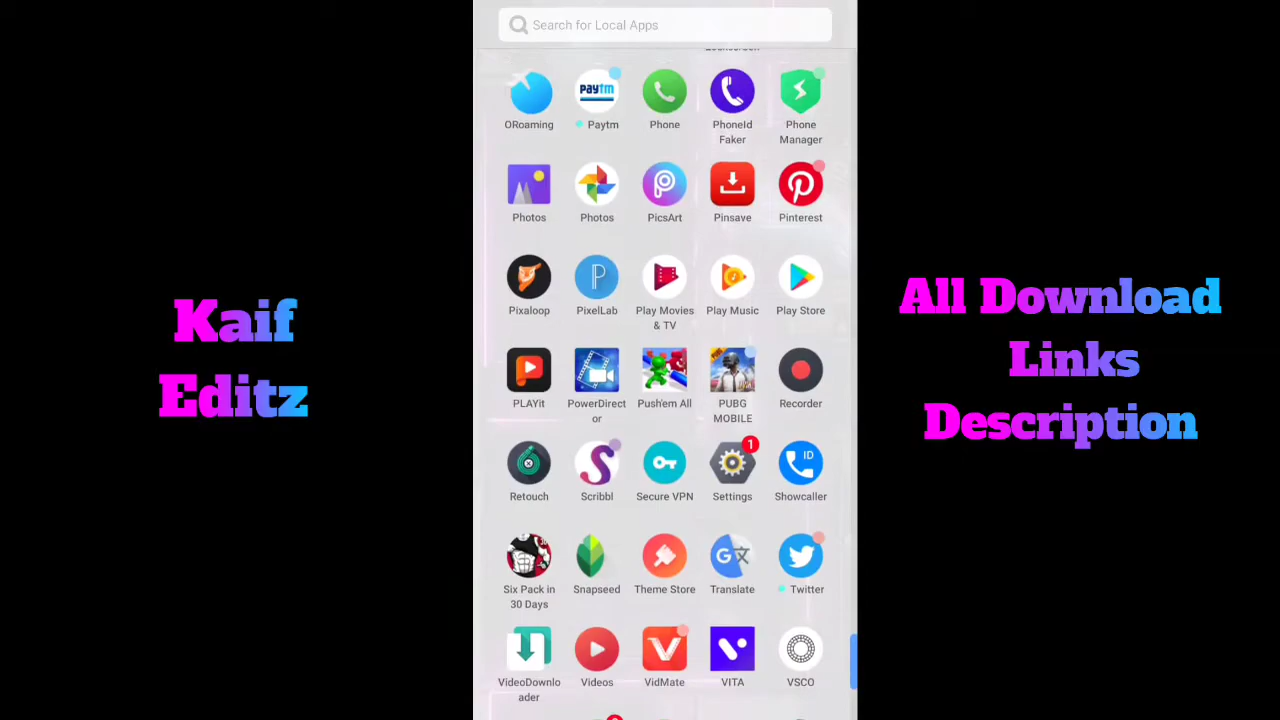 Search for Local Apps
ORoaming
Paytm
Phone
PhoneId
Faker
Phone
Manager
Photos
Photos
PicsArt
Pinsave
Pinterest
Pixaloop
PixelLab
Play Movies
& TV
Play Music
Play Store
PLAYit
PowerDirect
or
Push'em All
PUBG
MOBILE
Recorder
Retouch
Scribbl
Secure VPN
1
Settings
ID
Showcaller
Six Pack in
30 Days
Snapseed
Theme Store
Translate
Twitter
VideoDownlo
ader
Videos
VidMate
VITA
VSCO
Kaif
Editz
All Download
Links
Description